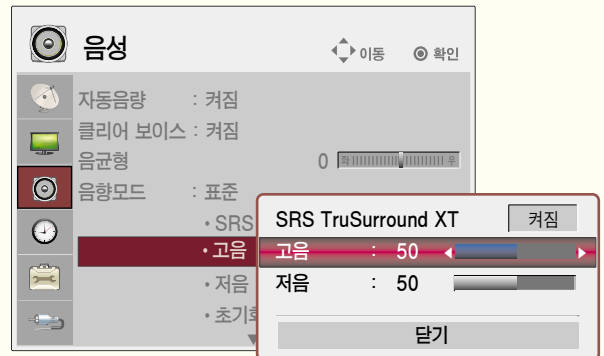 음성 이동 확인
자동음량 : 켜짐
클리어 보이스 : 켜짐
음균형 0 좌 우
음향모드 : 표준
• SRS
• 고음
• 저음
• 초기화
SRS TruSurround XT 켜짐
고음 : 50
저음 : 50
닫기